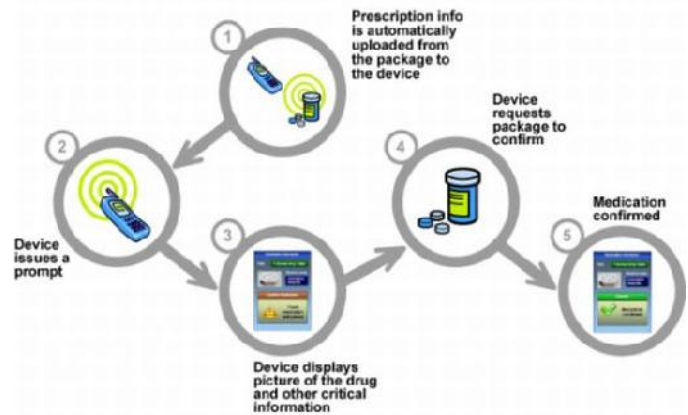 1
Prescription info
is automatically
uploaded from
the package to
the device
2
Device
issues a
prompt
3
Device displays
picture of the drug
and other critical
information
4
Device
requests
package to
confirm
5
Medication
confirmed